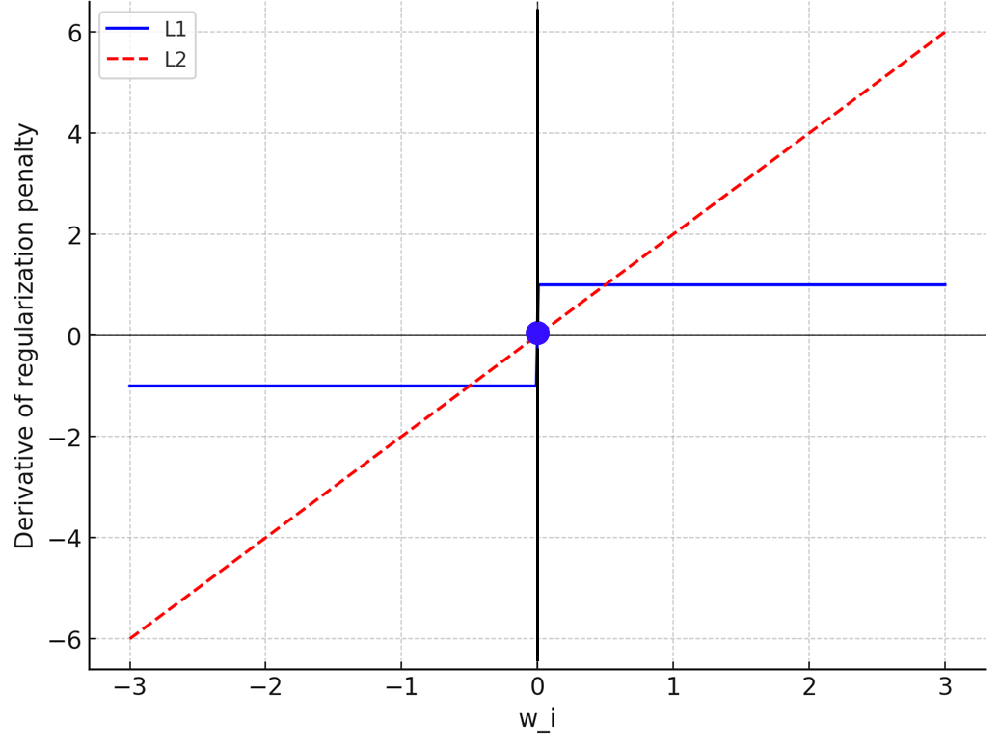 L1
L2
Derivative of regularization penalty
6
4
2
0
−2
−4
−6
−3 −2 −1 0 1 2 3
w_i